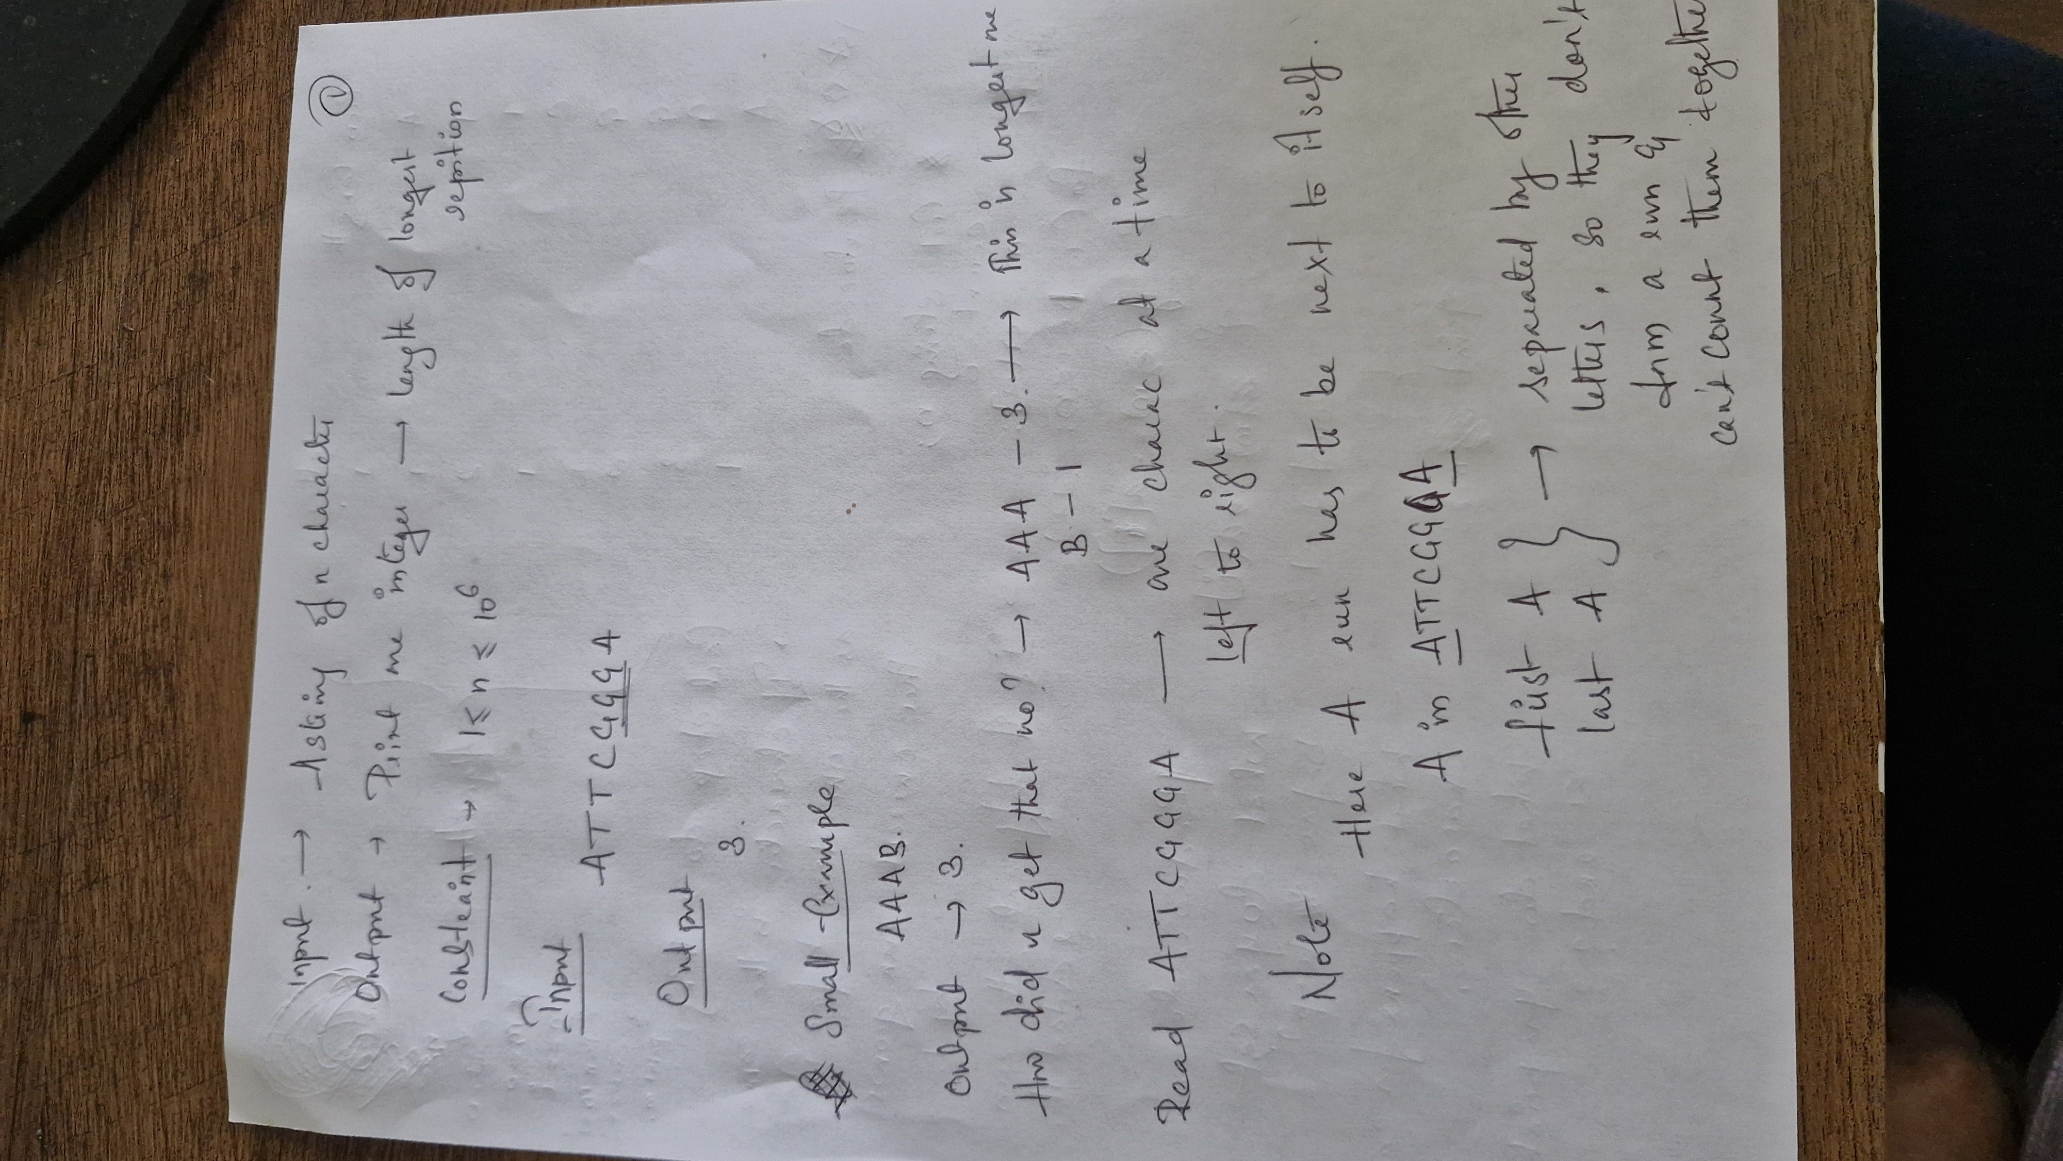 Input . → A string of n character
①
Output → Print one integer → length of longest
repition
Constraint → 1 ≤ n ≤ 10^6
Input
ATTCGGGA
Output
3.
Small Example
AAAB.
Output → 3.
How did u get that no? → AAA - 3. → This is longest one
B - 1
Read ATTCGGGA → one charac at a time
left to right.
Note
Here A run has to be next to itself.
A in ATTCGGGA
first A } → separated by other
last A letters, so they don't
form a run &
can't count them together